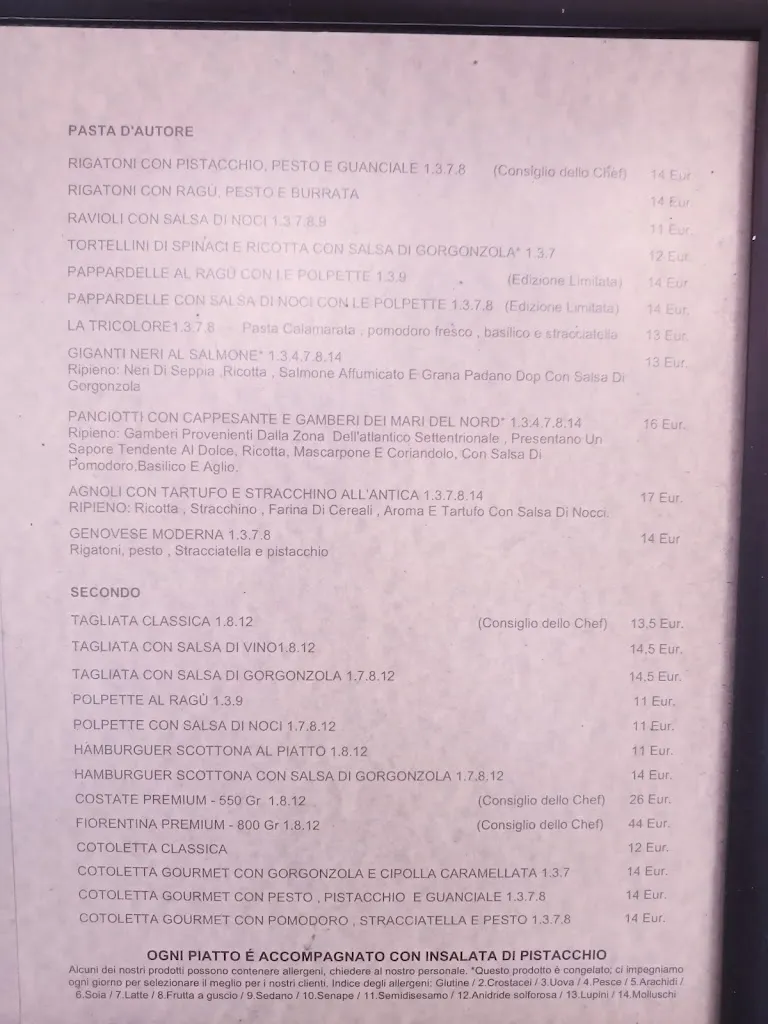 PASTA D'AUTORE
RIGATONI CON PISTACCHIO, PESTO E GUANCIALE 1.3.7.8 (Consiglio dello Chef) 14 Eur
RIGATONI CON RAGÙ, PESTO E BURRATA 14 Eur.
RAVIOLI CON SALSA DI NOCI 1.3.7.8.9 11 Eur.
TORTELLINI DI SPINACI E RICOTTA CON SALSA DI GORGONZOLA* 1.3.7 12 Eur
PAPPARDELLE AL RAGÙ CON LE POLPETTE 1.3.9 (Edizione Limitata) 14 Eur
PAPPARDELLE CON SALSA DI NOCI CON LE POLPETTE 1.3.7.8 (Edizione Limitata) 14 Eur.
LA TRICOLORE1.3.7.8 Pasta Calamarata , pomodoro fresco , basilico e stracciatella 13 Eur.
GIGANTI NERI AL SALMONE* 1.3.4.7.8.14 13 Eur.
Ripieno: Neri Di Seppia ,Ricotta , Salmone Affumicato E Grana Padano Dop Con Salsa Di
Gorgonzola
PANCIOTTI CON CAPPESANTE E GAMBERI DEI MARI DEL NORD* 1.3.4.7.8.14 16 Eur.
Ripieno: Gamberi Provenienti Dalla Zona Dell'atlantico Settentrionale , Presentano Un
Sapore Tendente Al Dolce, Ricotta, Mascarpone E Coriandolo, Con Salsa Di
Pomodoro,Basilico E Aglio.
AGNOLI CON TARTUFO E STRACCHINO ALL'ANTICA 1.3.7.8.14 17 Eur.
RIPIENO: Ricotta , Stracchino , Farina Di Cereali , Aroma E Tartufo Con Salsa Di Nocci.
GENOVESE MODERNA 1.3.7.8 14 Eur
Rigatoni, pesto , Stracciatella e pistacchio
SECONDO
TAGLIATA CLASSICA 1.8.12 (Consiglio dello Chef) 13,5 Eur.
TAGLIATA CON SALSA DI VINO1.8.12 14,5 Eur.
TAGLIATA CON SALSA DI GORGONZOLA 1.7.8.12 14,5 Eur.
POLPETTE AL RAGÙ 1.3.9 11 Eur.
POLPETTE CON SALSA DI NOCI 1.7.8.12 11 Eur.
HAMBURGUER SCOTTONA AL PIATTO 1.8.12 11 Eur.
HAMBURGUER SCOTTONA CON SALSA DI GORGONZOLA 1.7.8.12 14 Eur.
COSTATE PREMIUM - 550 Gr 1.8.12 (Consiglio dello Chef) 26 Eur.
FIORENTINA PREMIUM - 800 Gr 1.8.12 (Consiglio dello Chef) 44 Eur.
COTOLETTA CLASSICA 12 Eur.
COTOLETTA GOURMET CON GORGONZOLA E CIPOLLA CARAMELLATA 1.3.7 14 Eur.
COTOLETTA GOURMET CON PESTO , PISTACCHIO E GUANCIALE 1.3.7.8 14 Eur.
COTOLETTA GOURMET CON POMODORO , STRACCIATELLA E PESTO 1.3.7.8 14 Eur.
OGNI PIATTO É ACCOMPAGNATO CON INSALATA DI PISTACCHIO
Alcuni dei nostri prodotti possono contenere allergeni, chiedere al nostro personale. *Questo prodotto è congelato; ci impegniamo
ogni giorno per selezionare il meglio per i nostri clienti. Indice degli allergeni: Glutine / 2.Crostacei / 3.Uova / 4.Pesce / 5.Arachidi /
6.Soia / 7.Latte / 8.Frutta a guscio / 9.Sedano / 10.Senape / 11.Semidisesamo / 12.Anidride solforosa / 13.Lupini / 14.Molluschi